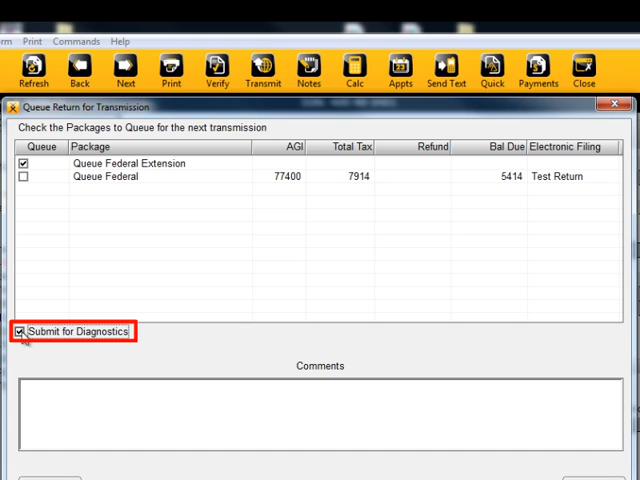 rm Print Commands Help
Refresh Back Next Print Verify Transmit Notes Calc Appts Send Text Quick Payments Close
Queue Return for Transmission
Check the Packages to Queue for the next transmission
Queue Package AGI Total Tax Refund Bal Due Electronic Filing
Queue Federal Extension
Queue Federal 77400 7914 5414 Test Return
Submit for Diagnostics
Comments